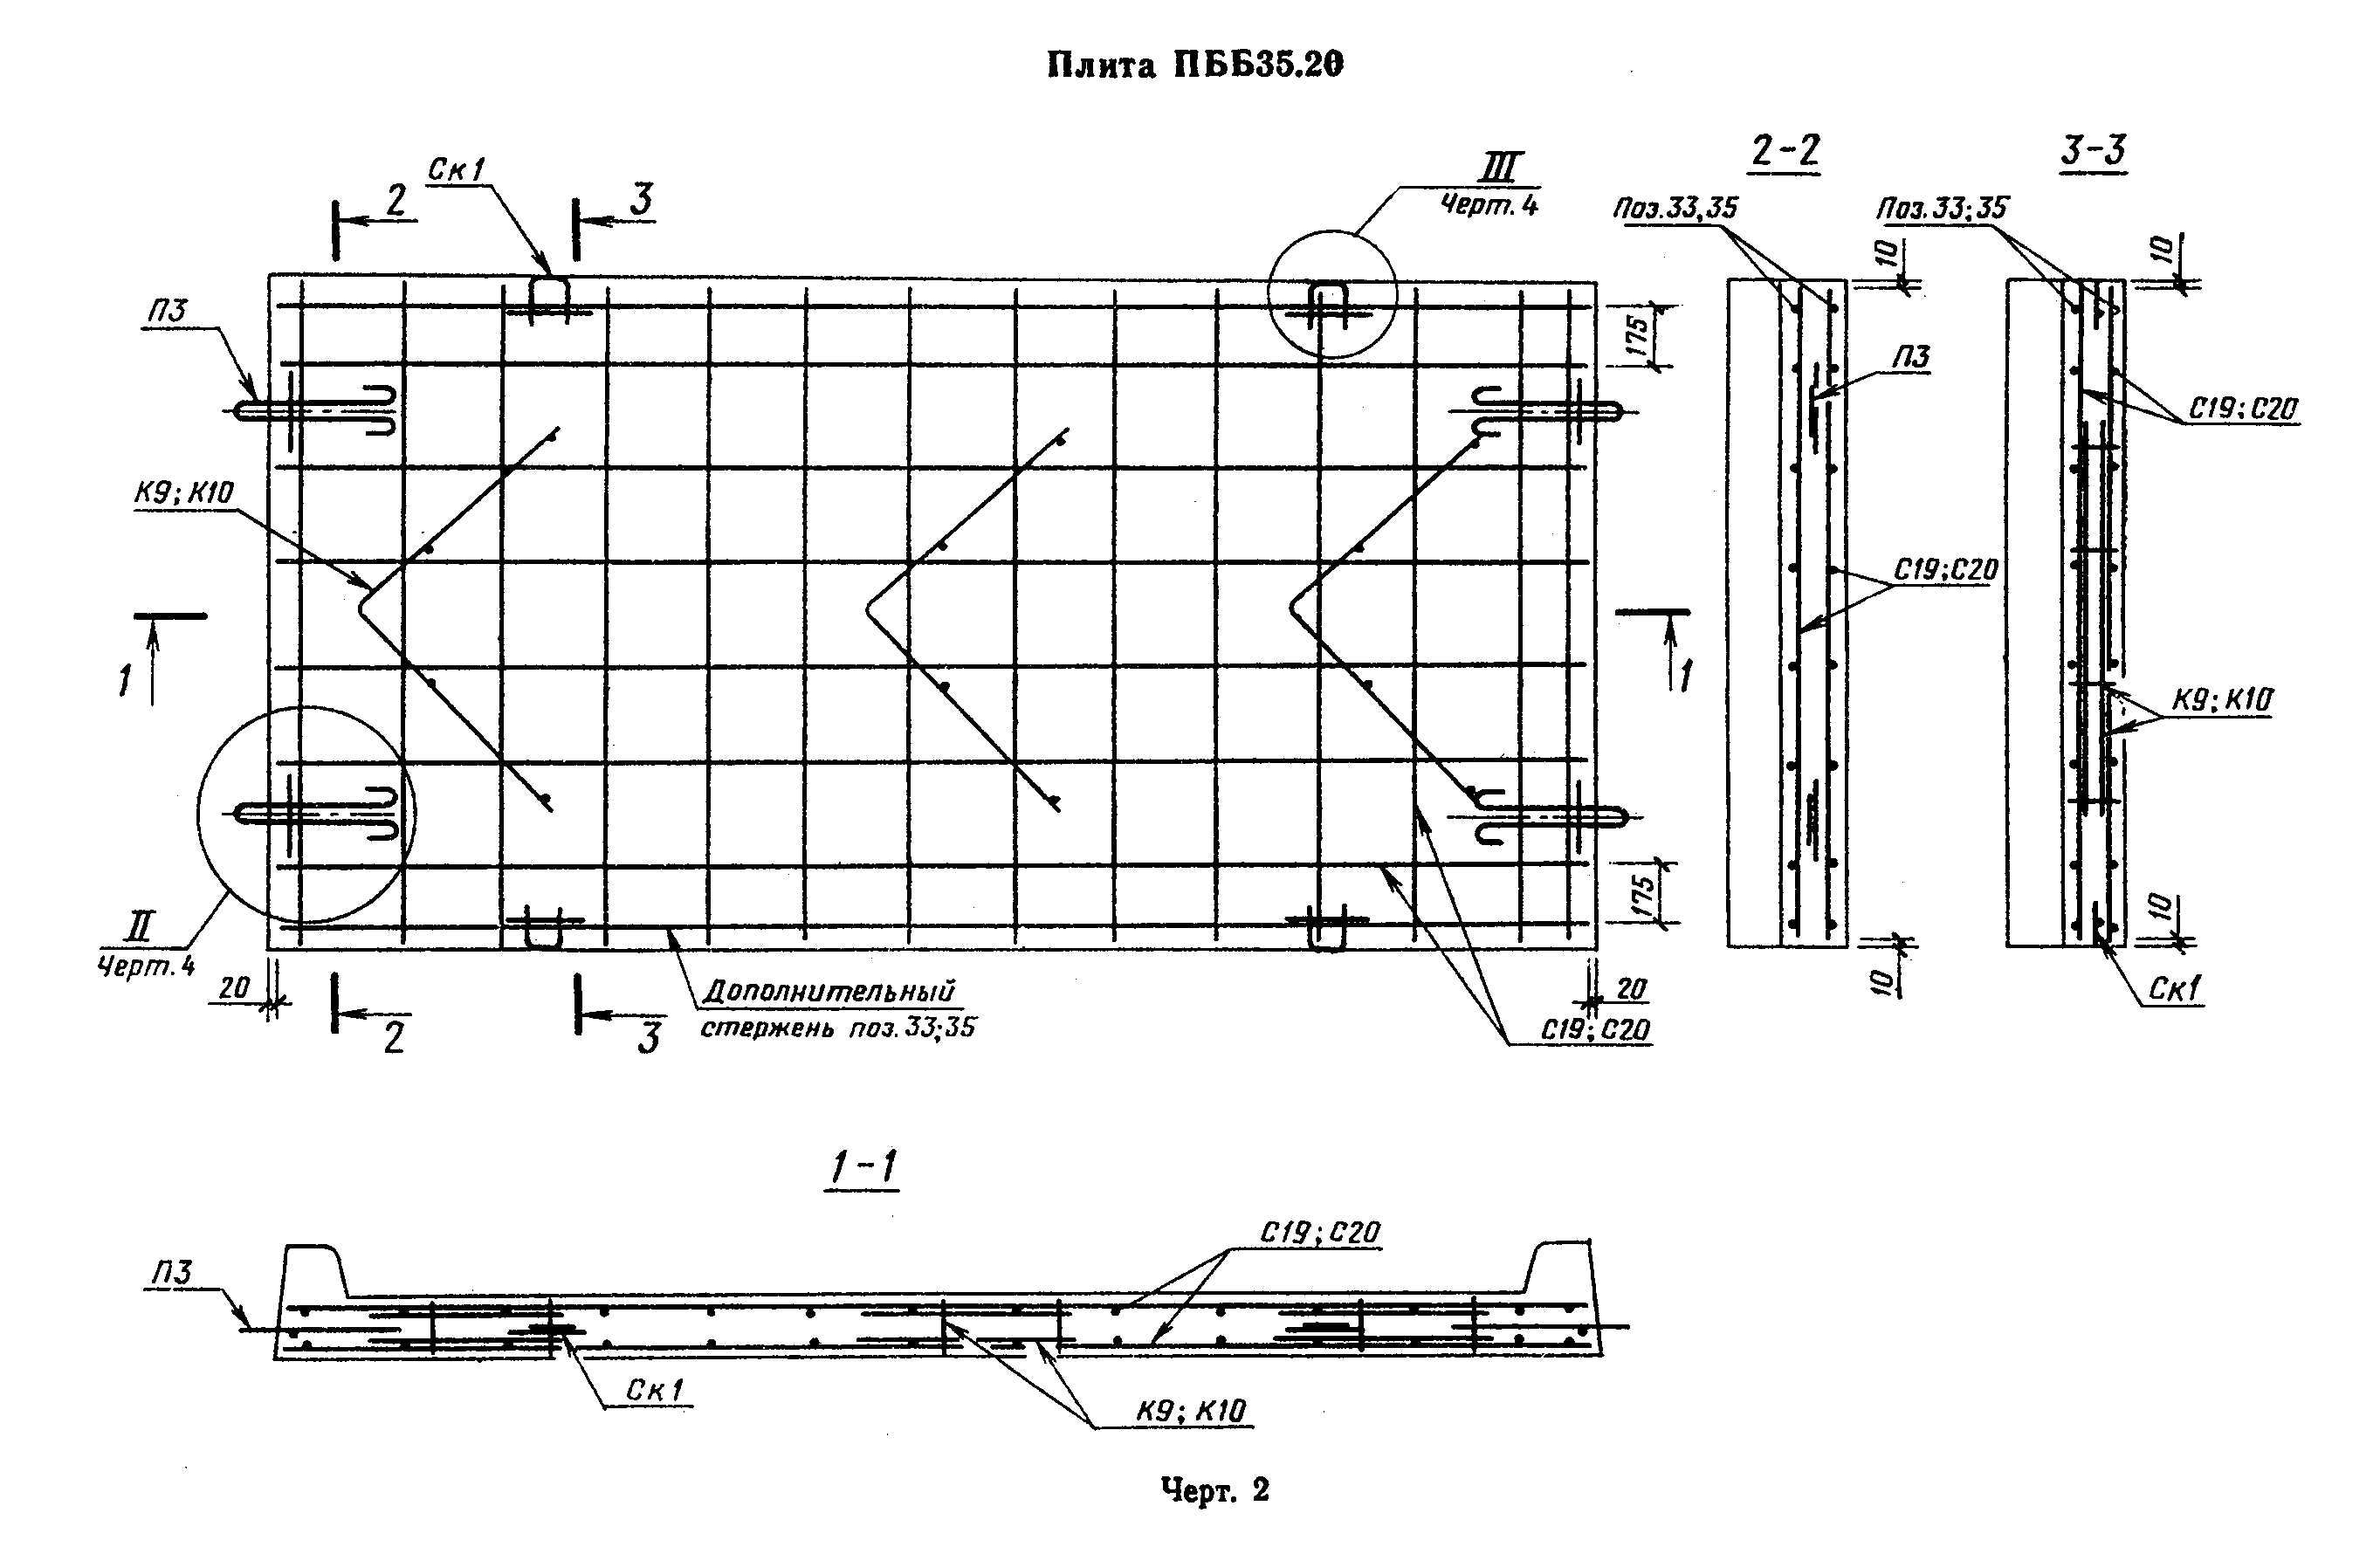 Плита ПББ35.20
2-2
3-3
Ск1
2
3
III
Черт. 4
Поз.33,35
Поз.33;35
10
10
П3
175
П3
С19;С20
К9;К10
С19;С20
1
1
К9;К10
175
II
Черт. 4
10
10
20
Дополнительный
стержень поз.33;35
20
Ск1
2
3
С19;С20
1-1
С19;С20
П3
Ск1
К9;К10
Черт. 2